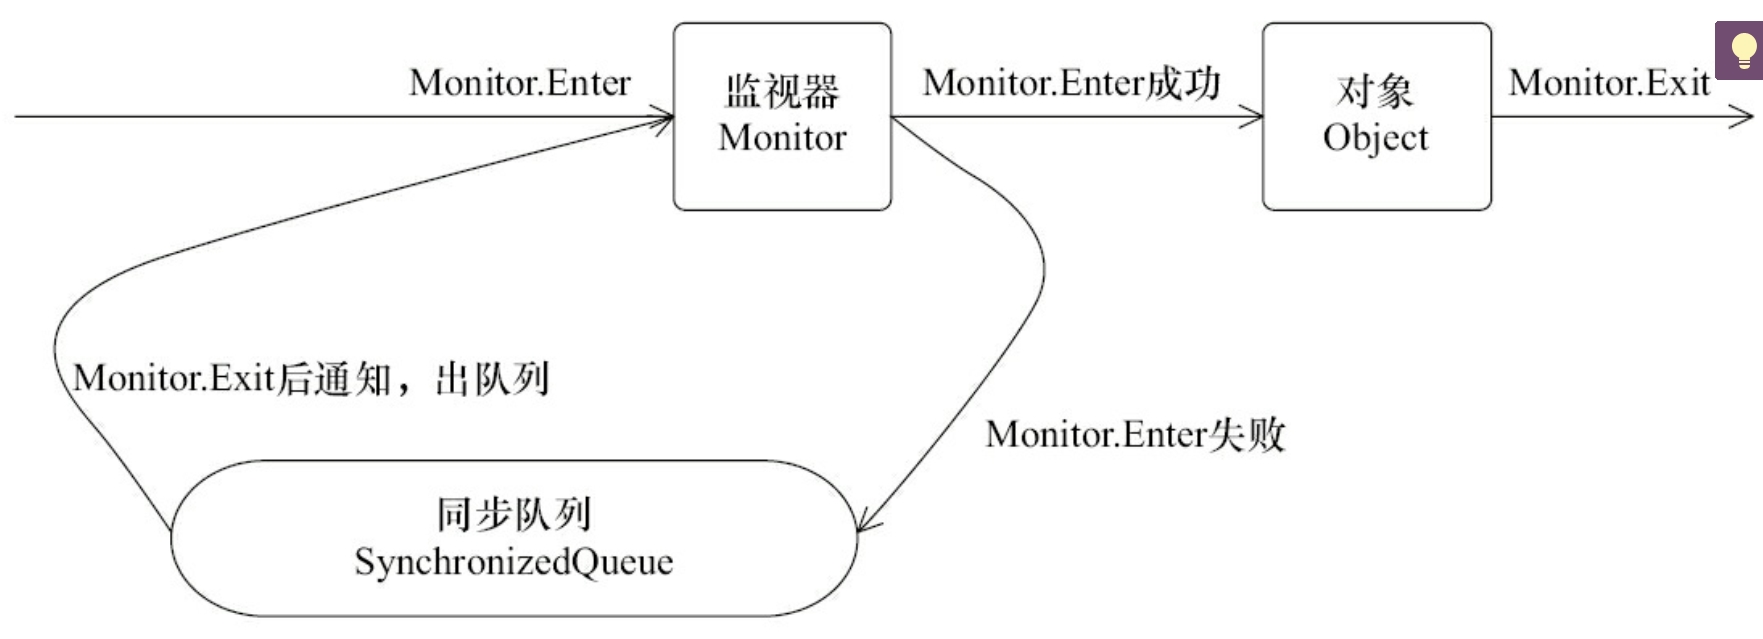 Monitor.Enter
监视器
Monitor
Monitor.Enter成功
对象
Object
Monitor.Exit
Monitor.Exit后通知，出队列
Monitor.Enter失败
同步队列
SynchronizedQueue